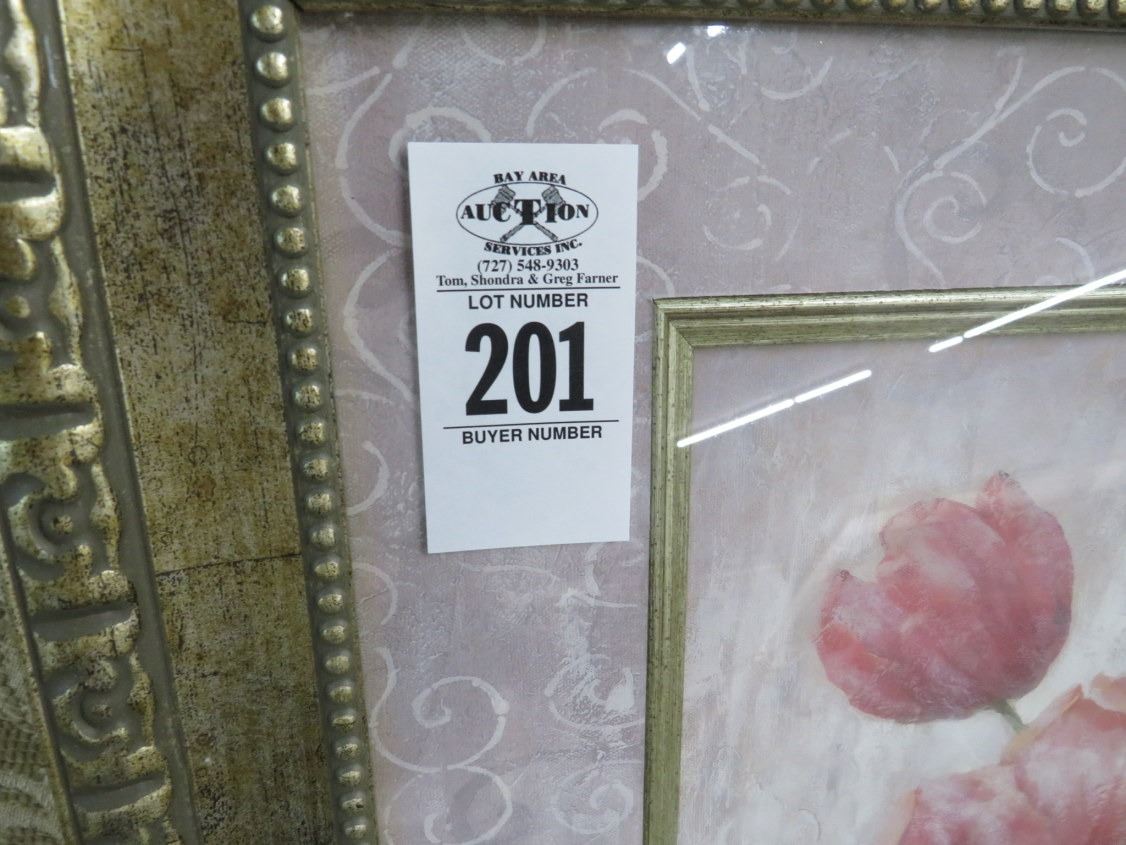 BAY AREA
AUCTION
SERVICES INC.
(727) 548-9303
Tom, Shondra & Greg Farner
LOT NUMBER
201
BUYER NUMBER